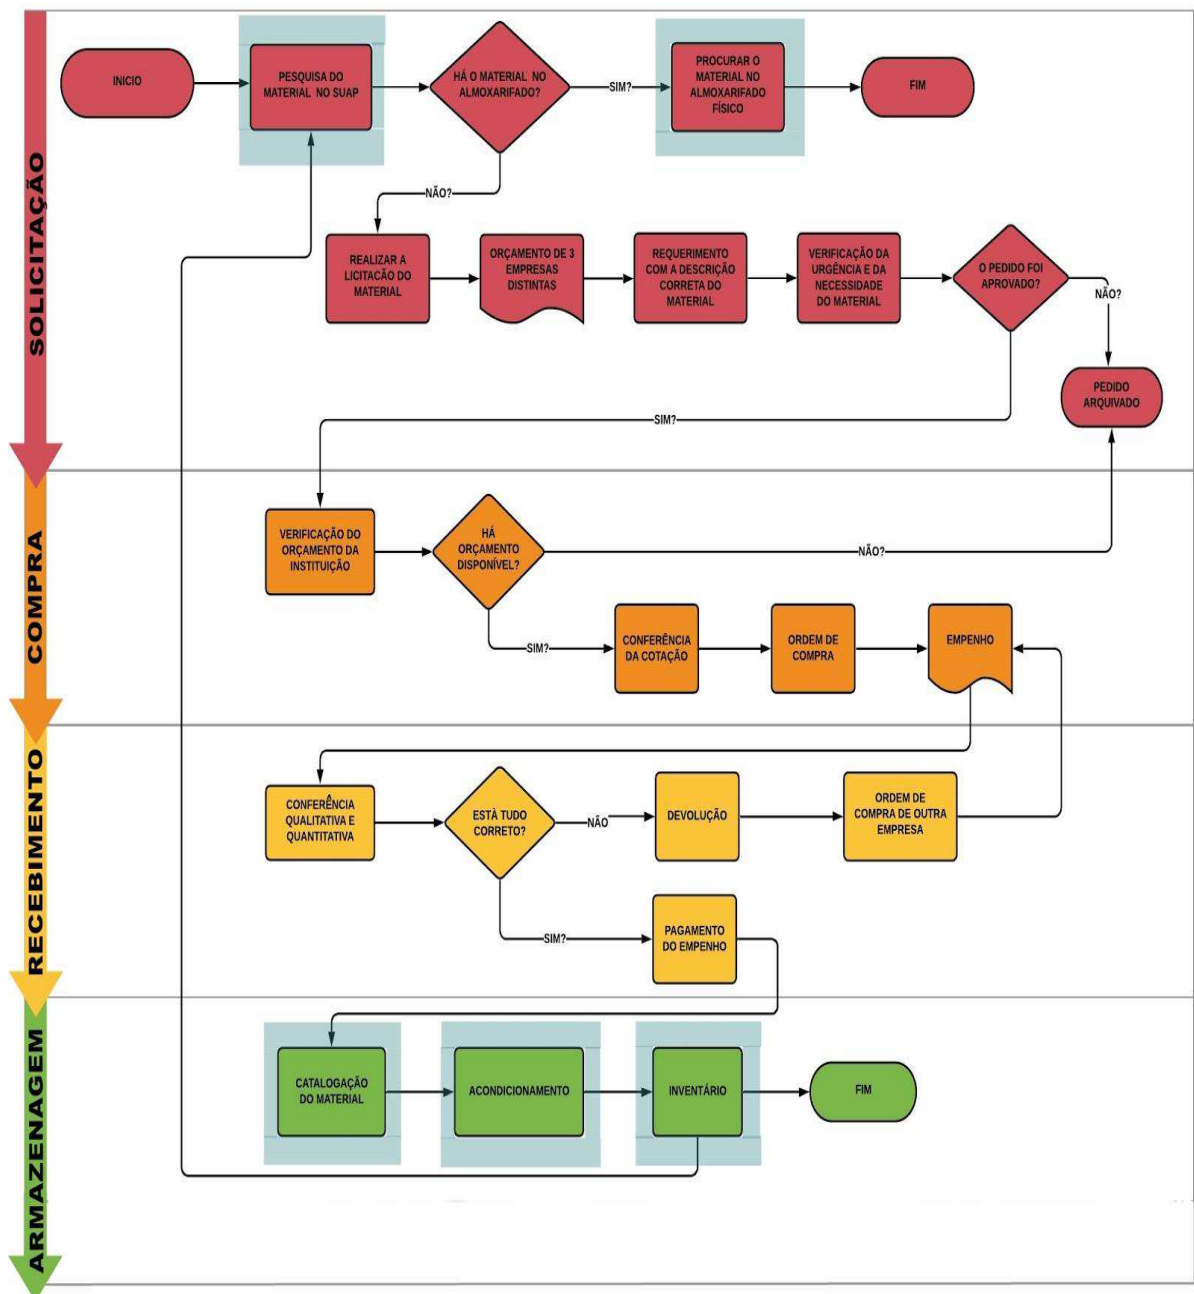 SOLICITAÇÃO
INICIO
PESQUISA DO
MATERIAL NO SUAP
HÁ O MATERIAL NO
ALMOXARIFADO?
SIM?
PROCURAR O
MATERIAL NO
ALMOXARIFADO
FÍSICO
FIM
NÃO?
REALIZAR A
LICITACÃO DO
MATERIAL
ORÇAMENTO DE 3
EMPRESAS
DISTINTAS
REQUERIMENTO
COM A DESCRIÇÃO
CORRETA DO
MATERIAL
VERIFICAÇÃO DA
URGÊNCIA E DA
NECESSIDADE
DO MATERIAL
O PEDIDO FOI
APROVADO?
NÃO?
PEDIDO
ARQUIVADO
SIM?
COMPRA
VERIFICAÇÃO DO
ORÇAMENTO DA
INSTITUIÇÃO
HÁ
ORÇAMENTO
DISPONÍVEL?
NÃO?
SIM?
CONFERÊNCIA
DA COTAÇÃO
ORDEM DE
COMPRA
EMPENHO
RECEBIMENTO
CONFERÊNCIA
QUALITATIVA E
QUANTITATIVA
ESTÀ TUDO
CORRETO?
NÃO
DEVOLUÇÃO
ORDEM DE
COMPRA DE OUTRA
EMPRESA
SIM?
PAGAMENTO
DO EMPENHO
ARMAZENAGEM
CATALOGAÇÃO
DO MATERIAL
ACONDICIONAMENTO
INVENTÁRIO
FIM